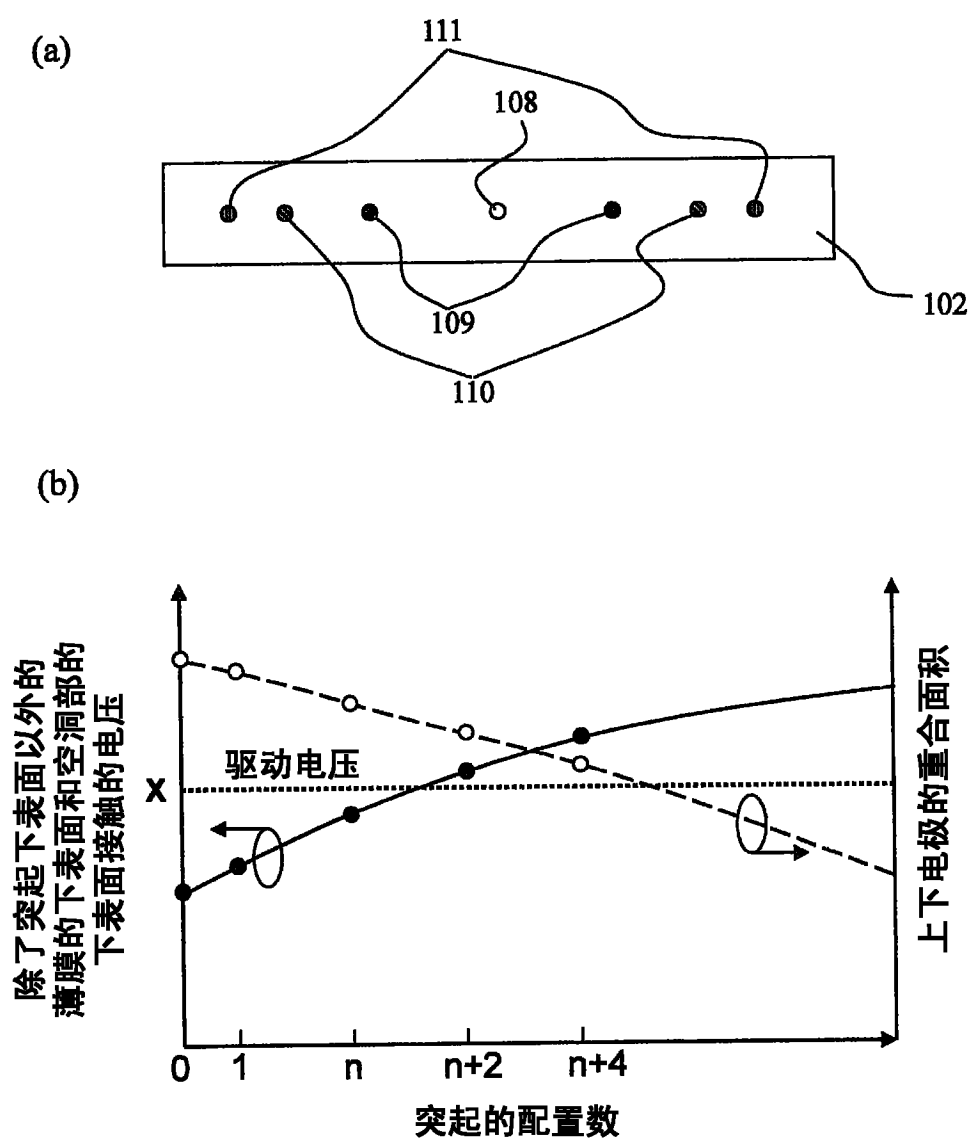 (a)
111
108
109
110
102
(b)
除了突起下表面以外的
薄膜的下表面和空洞部的
下表面接触的电压
上下电极的重合面积
驱动电压
X
0 1 n n+2 n+4
突起的配置数